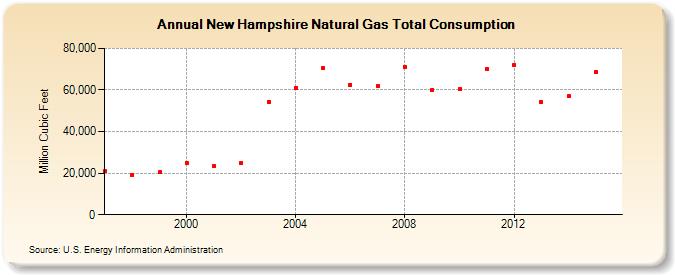 Annual New Hampshire Natural Gas Total Consumption
Million Cubic Feet
80,000
60,000
40,000
20,000
0
2000 2004 2008 2012
Source: U.S. Energy Information Administration